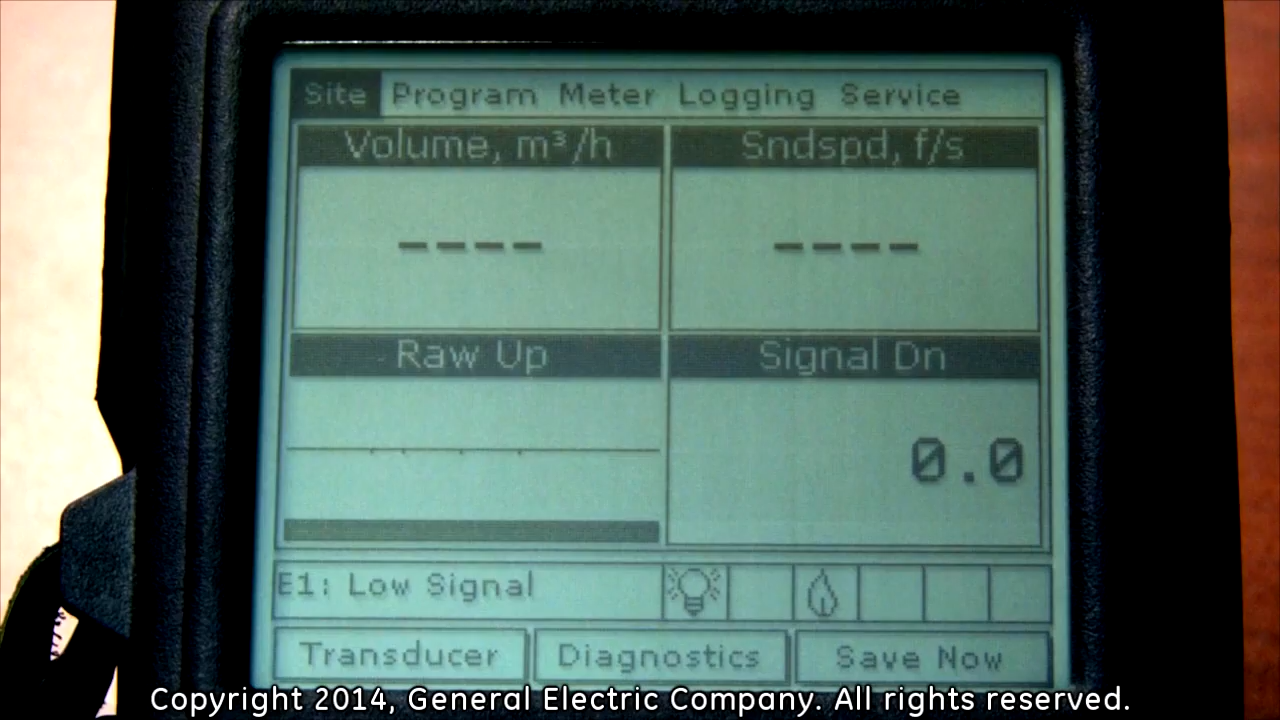 Site Program Meter Logging Service
Volume, m³/h Sndspd, f/s
---- ----
Raw Up Signal Dn
0.0
E1: Low Signal
Transducer Diagnostics Save Now
Copyright 2014, General Electric Company. All rights reserved.